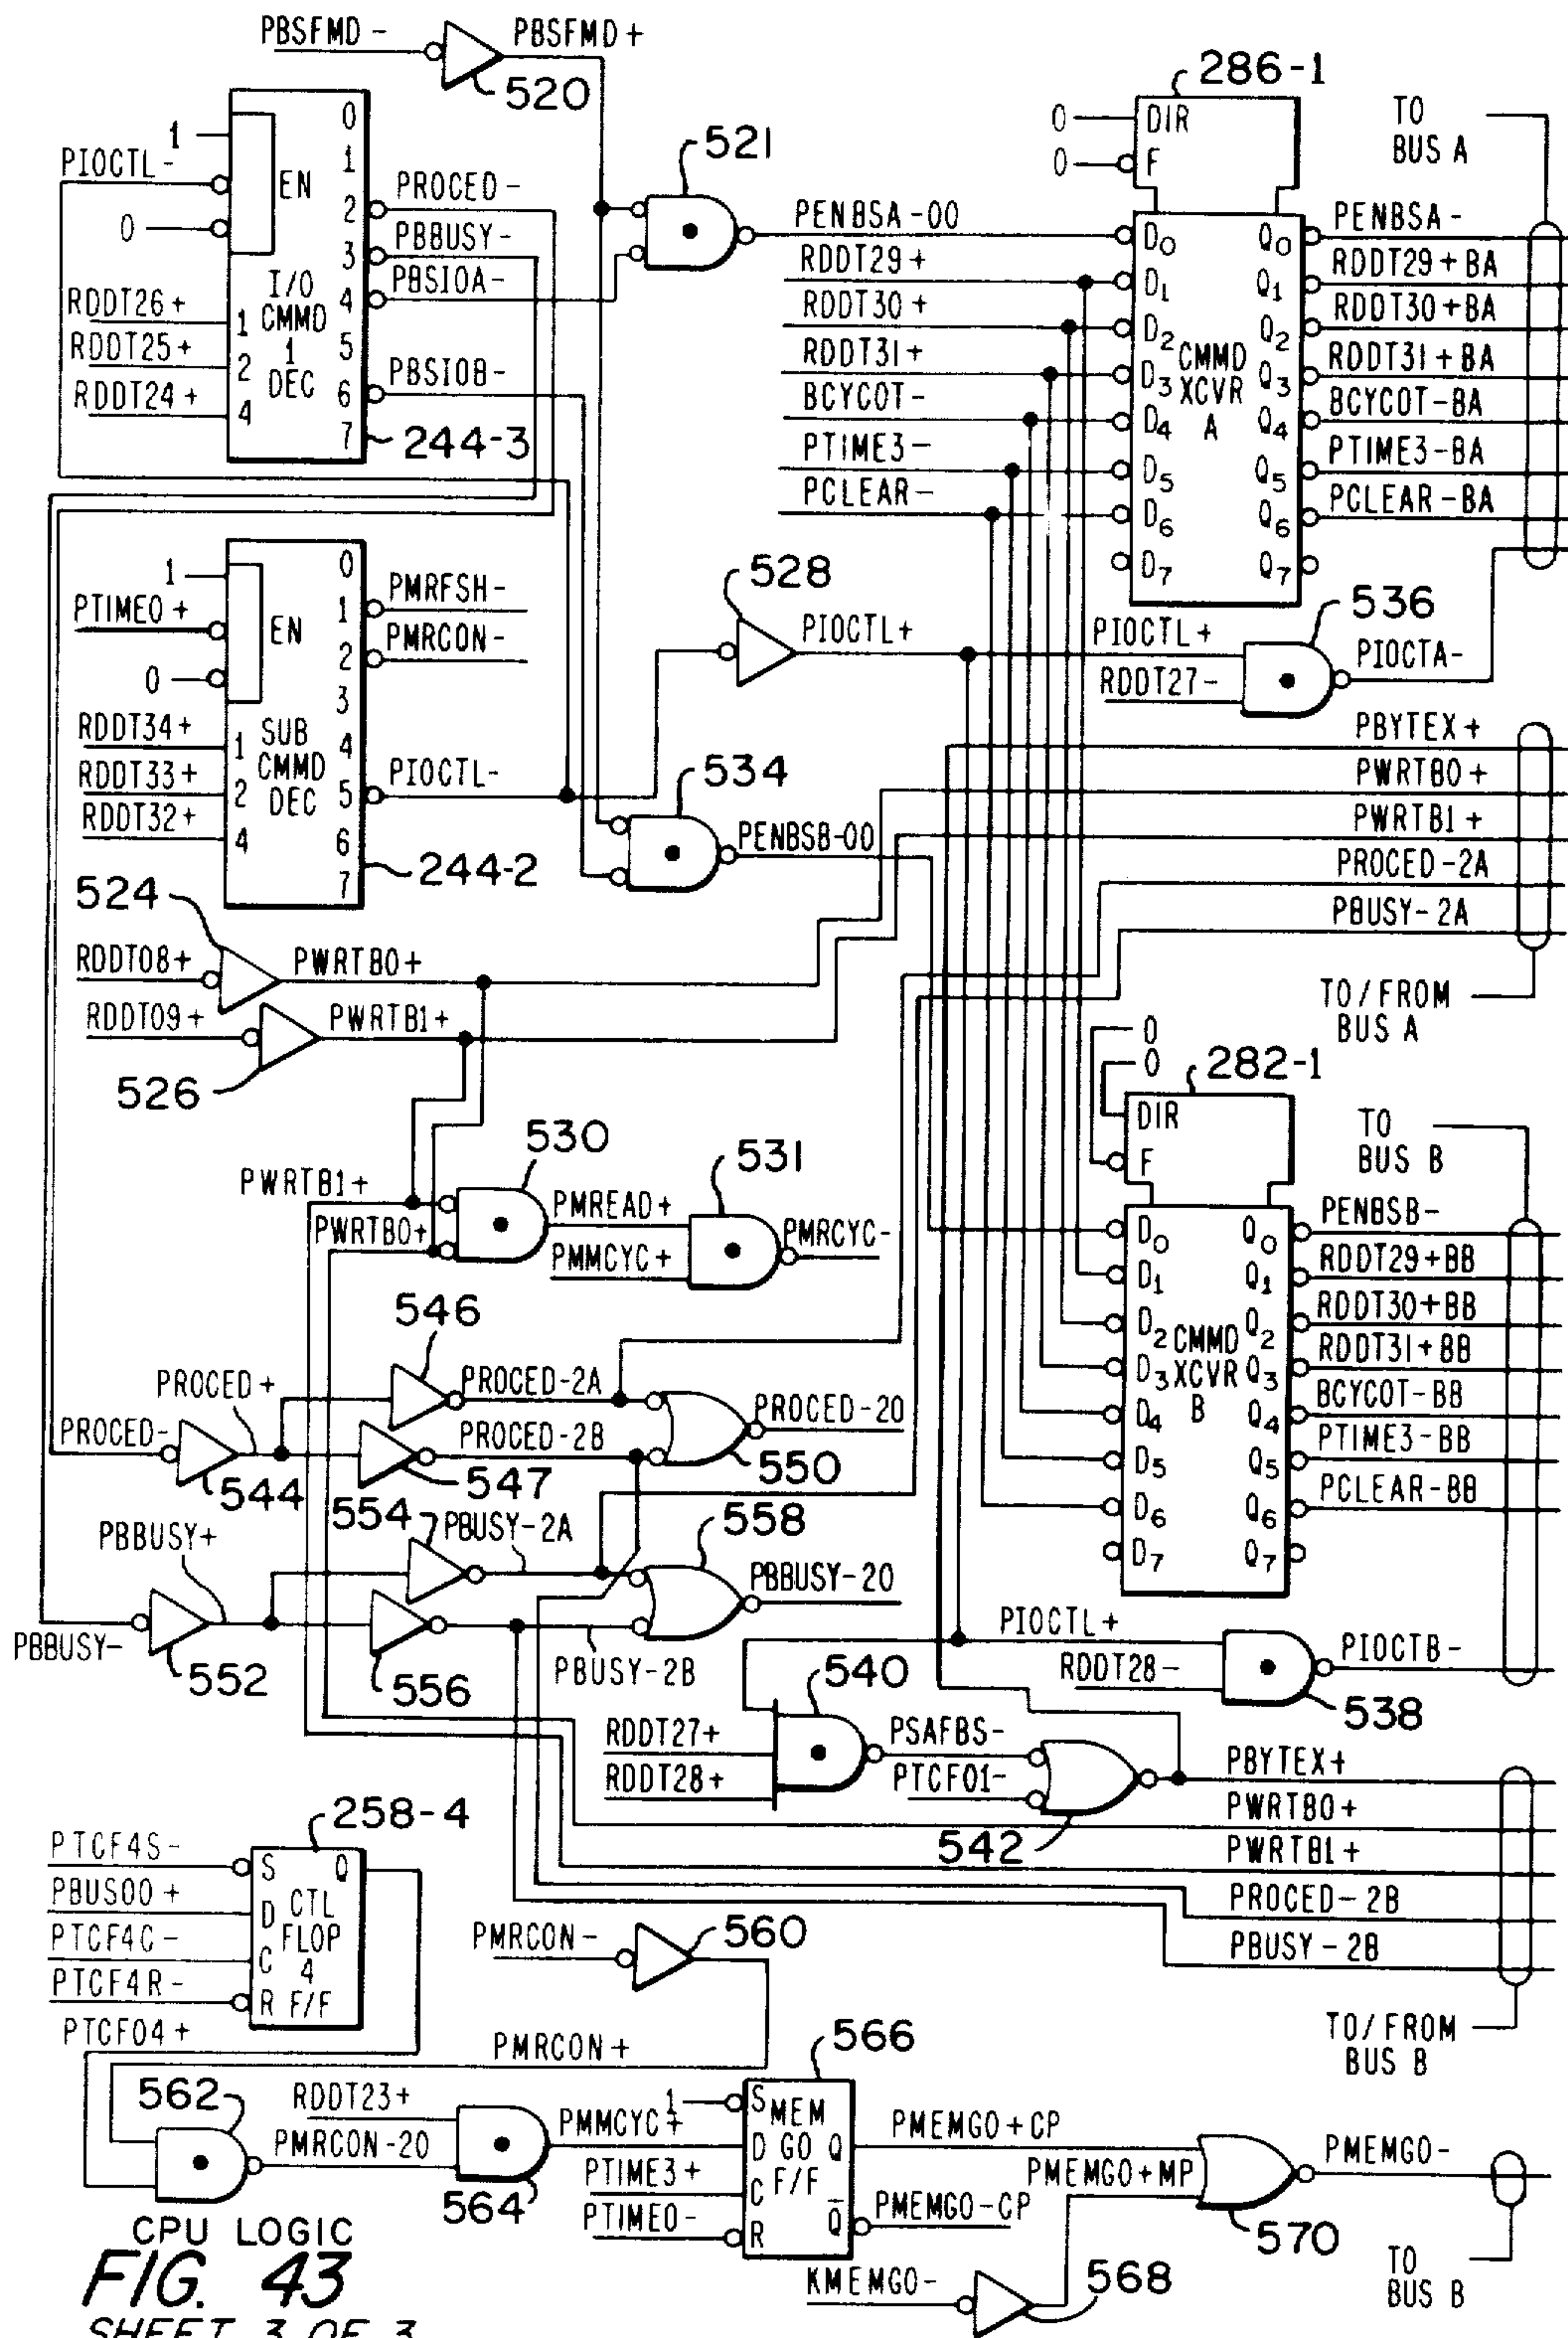 PBSFMD-
PBSFMD+
520
1
PIOCTL-
0
EN
I/O
CMMD
1
DEC
0
1
2
3
4
5
6
7
RDDT26+
RDDT25+
RDDT24+
1
2
4
PROCED-
PBBUSY-
PBSIOA-
PBSIOB-
244-3
521
PENBSA-00
RDDT29+
RDDT30+
RDDT31+
BCYCOT-
PTIME3-
PCLEAR-
286-1
0
0
DIR
F
D0
D1
D2
D3
D4
D5
D6
D7
CMMD
XCVR
A
Q0
Q1
Q2
Q3
Q4
Q5
Q6
Q7
TO
BUS A
PENBSA-
RDDT29+BA
RDDT30+BA
RDDT31+BA
BCYCOT-BA
PTIME3-BA
PCLEAR-BA
1
PTIME0+
0
EN
SUB
CMMD
DEC
0
1
2
3
4
5
6
7
RDDT34+
RDDT33+
RDDT32+
1
2
4
PMRFSH-
PMRCON-
PIOCTL-
244-2
528
PIOCTL+
PIOCTL+
RDDT27-
536
PIOCTA-
534
PENBSB-00
PBYTEX+
PWRTB0+
PWRTB1+
PROCED-2A
PBUSY-2A
TO/FROM
BUS A
524
RDDT08+
PWRTB0+
RDDT09+
PWRTB1+
526
0
0
282-1
DIR
F
D0
D1
D2
D3
D4
D5
D6
D7
CMMD
XCVR
B
Q0
Q1
Q2
Q3
Q4
Q5
Q6
Q7
TO
BUS B
PENBSB-
RDDT29+BB
RDDT30+BB
RDDT31+BB
BCYCOT-BB
PTIME3-BB
PCLEAR-BB
530
PWRTB1+
PWRTB0+
PMREAD+
PMMCYC+
531
PMRCYC-
546
PROCED+
PROCED-2A
PROCED-
544
547
PROCED-2B
PROCED-20
550
554
PBUSY-2A
PBBUSY+
558
PBBUSY-20
PBBUSY-
552
556
PBUSY-2B
PIOCTL+
RDDT28-
PIOCTB-
538
540
RDDT27+
RDDT28+
PSAFBS-
PTCF01-
542
PBYTEX+
PWRTB0+
PWRTB1+
PROCED-2B
PBUSY-2B
TO/FROM
BUS B
258-4
PTCF4S-
PBUS00+
PTCF4C-
PTCF4R-
S
D
C
R
Q
CTL
FLOP
4
F/F
PTCF04+
PMRCON-
560
PMRCON+
562
RDDT23+
PMRCON-20
564
PMMCYC+
PTIME3+
PTIME0-
566
1
S
D
C
R
MEM
GO
F/F
Q
Q̅
PMEMGO+CP
PMEMGO+MP
PMEMGO-CP
KMEMGO-
568
570
PMEMGO-
TO
BUS B
CPU LOGIC
FIG. 43
SHEET 3 OF 3